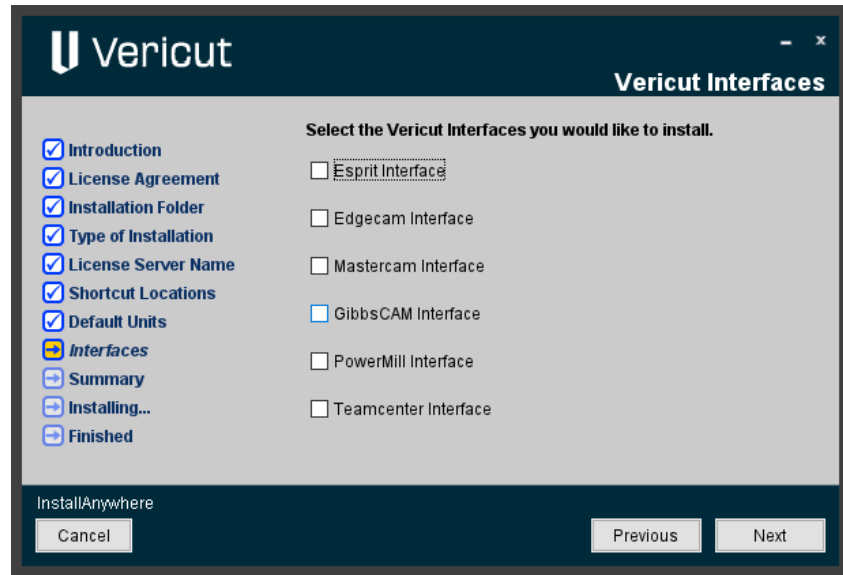 Vericut
Vericut Interfaces
Introduction
License Agreement
Installation Folder
Type of Installation
License Server Name
Shortcut Locations
Default Units
Interfaces
Summary
Installing...
Finished
Select the Vericut Interfaces you would like to install.
Esprit Interface
Edgecam Interface
Mastercam Interface
GibbsCAM Interface
PowerMill Interface
Teamcenter Interface
InstallAnywhere
Cancel
Previous
Next